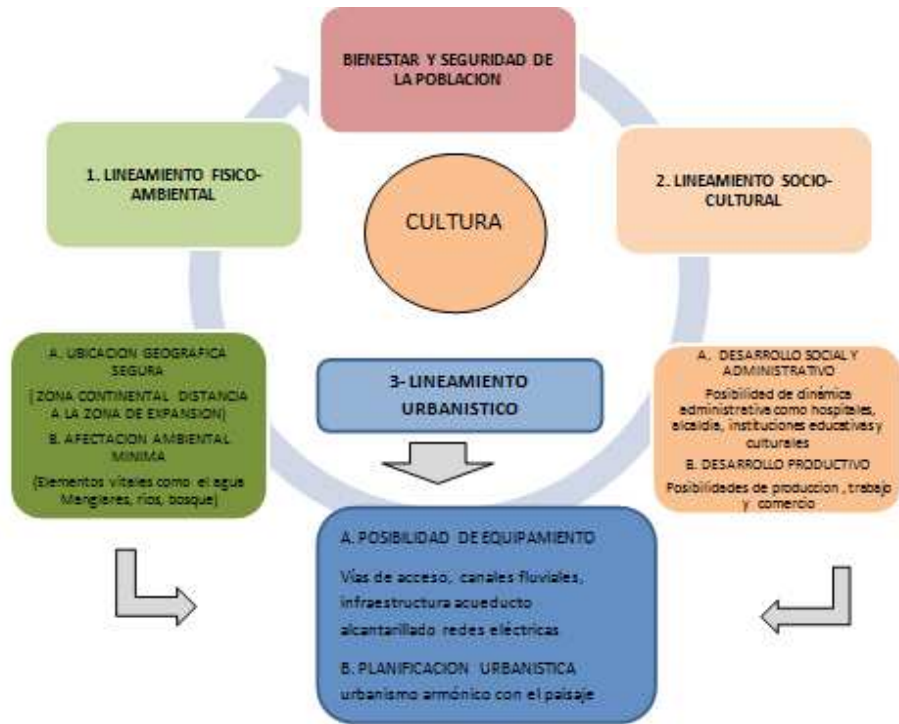 BIENESTAR Y SEGURIDAD DE
LA POBLACION
1. LINEAMIENTO FISICO-
AMBIENTAL
2. LINEAMIENTO SOCIO-
CULTURAL
CULTURA
A. UBICACION GEOGRAFICA
SEGURA
( ZONA CONTINENTAL DISTANCIA
A LA ZONA DE EXPANSION)
B. AFECTACION AMBIENTAL
MINIMA
(Elementos vitales como el agua
Manglares, rios, bosque)
3- LINEAMIENTO
URBANISTICO
A. DESARROLLO SOCIAL Y
ADMINISTRATIVO
Posibilidad de dinámica
administrativa como hospitales,
alcaldia, instituciones educativas y
culturales
B. DESARROLLO PRODUCTIVO
Posibilidades de produccion , trabajo
y comercio
A. POSIBILIDAD DE EQUIPAMIENTO
Vías de acceso, canales fluviales,
infraestructura acueducto
alcantarillado redes eléctricas
B. PLANIFICACION URBANISTICA
urbanismo armónico con el paisaje